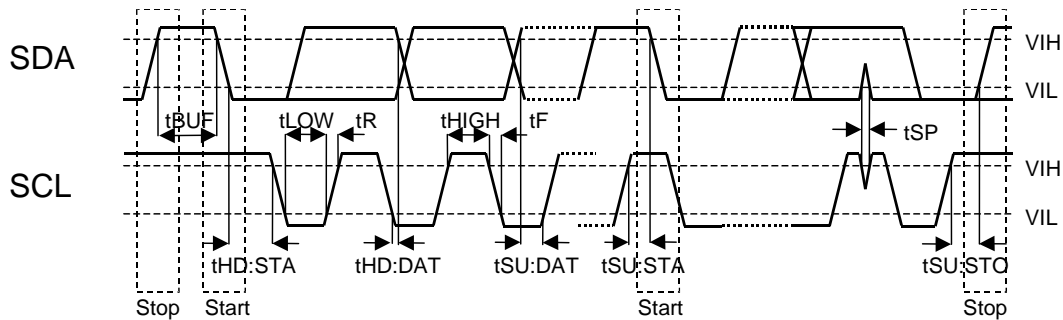 SDA
VIH
VIL
tBUF
tLOW
tR
tHIGH
tF
tSP
SCL
VIH
VIL
tHD:STA
tHD:DAT
tSU:DAT
tSU:STA
tSU:STO
Stop
Start
Start
Stop